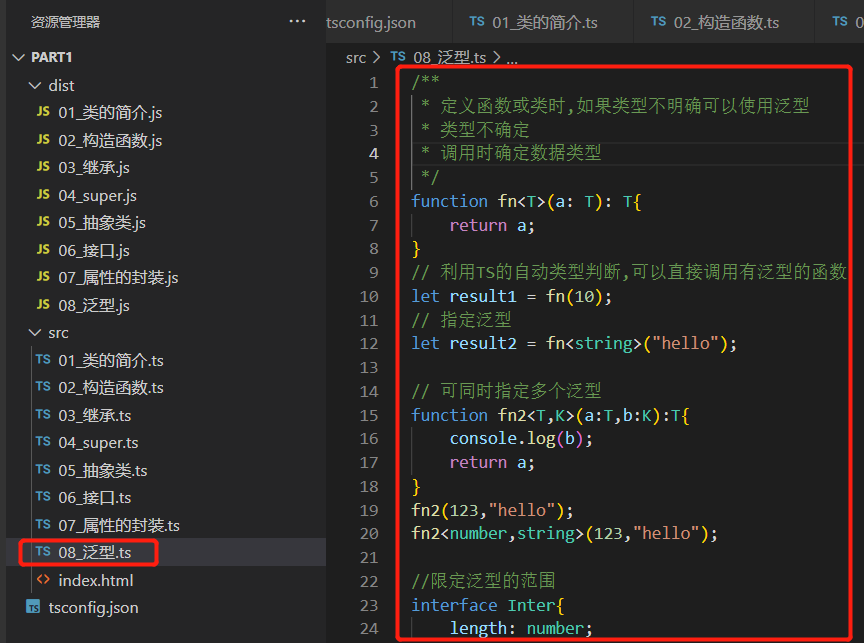 资源管理器
...
PART1
dist
JS 01_类的简介.js
JS 02_构造函数.js
JS 03_继承.js
JS 04_super.js
JS 05_抽象类.js
JS 06_接口.js
JS 07_属性的封装.js
JS 08_泛型.js
src
TS 01_类的简介.ts
TS 02_构造函数.ts
TS 03_继承.ts
TS 04_super.ts
TS 05_抽象类.ts
TS 06_接口.ts
TS 07_属性的封装.ts
TS 08_泛型.ts
<> index.html
TS tsconfig.json
tsconfig.json TS 01_类的简介.ts TS 02_构造函数.ts TS 0
src > TS 08_泛型.ts > ...
1 /**
2 * 定义函数或类时,如果类型不明确可以使用泛型
3 * 类型不确定
4 * 调用时确定数据类型
5 */
6 function fn<T>(a: T): T{
7 return a;
8 }
9 // 利用TS的自动类型判断,可以直接调用有泛型的函数
10 let result1 = fn(10);
11 // 指定泛型
12 let result2 = fn<string>("hello");
13
14 // 可同时指定多个泛型
15 function fn2<T,K>(a:T,b:K):T{
16 console.log(b);
17 return a;
18 }
19 fn2(123,"hello");
20 fn2<number,string>(123,"hello");
21
22 //限定泛型的范围
23 interface Inter{
24 length: number;